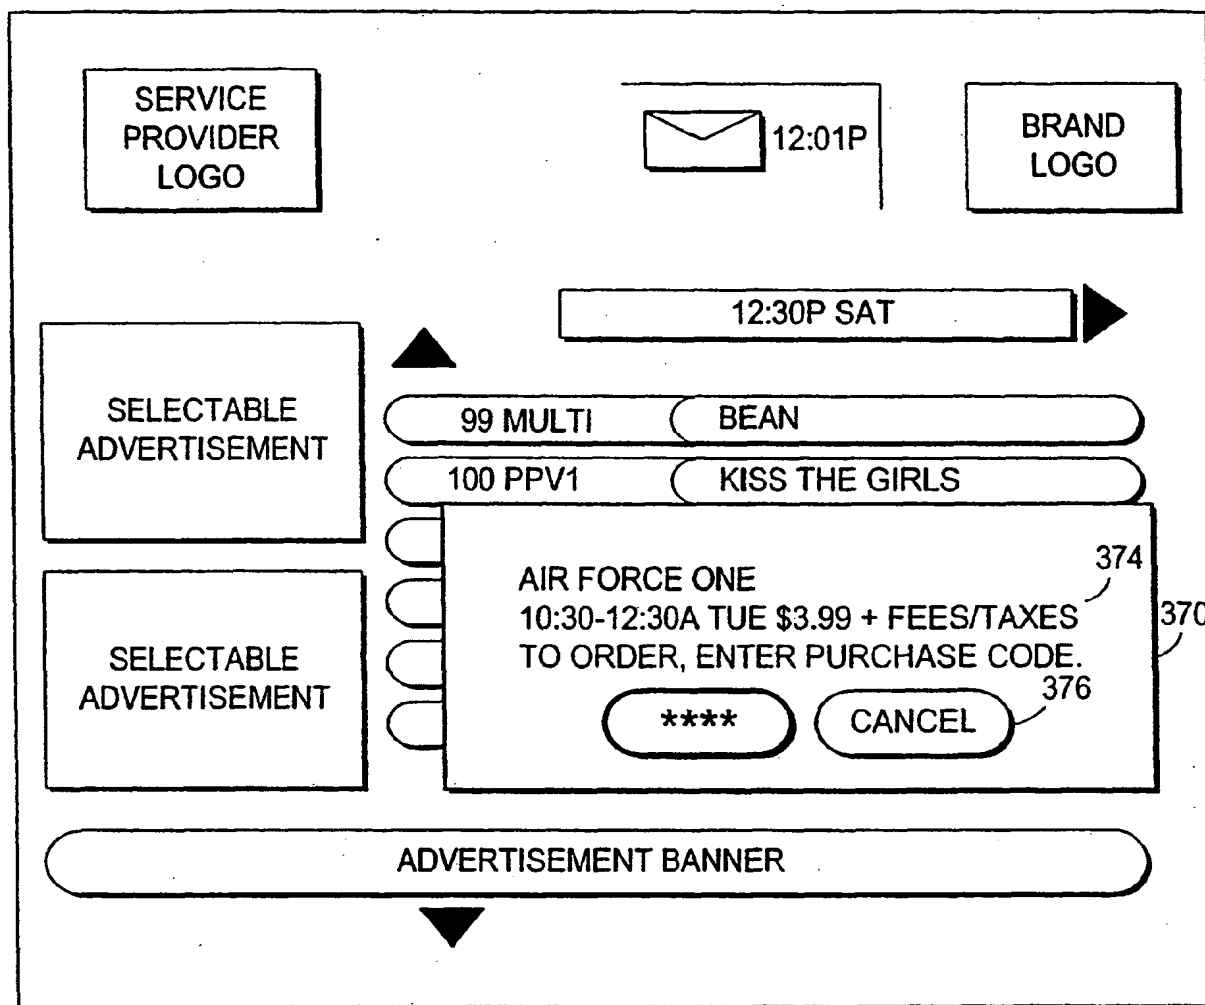 SERVICE
PROVIDER
LOGO
12:01P
BRAND
LOGO
12:30P SAT
SELECTABLE
ADVERTISEMENT
99 MULTI BEAN
100 PPV1 KISS THE GIRLS
374
AIR FORCE ONE
10:30-12:30A TUE $3.99 + FEES/TAXES
370
TO ORDER, ENTER PURCHASE CODE.
376
**** CANCEL
SELECTABLE
ADVERTISEMENT
ADVERTISEMENT BANNER